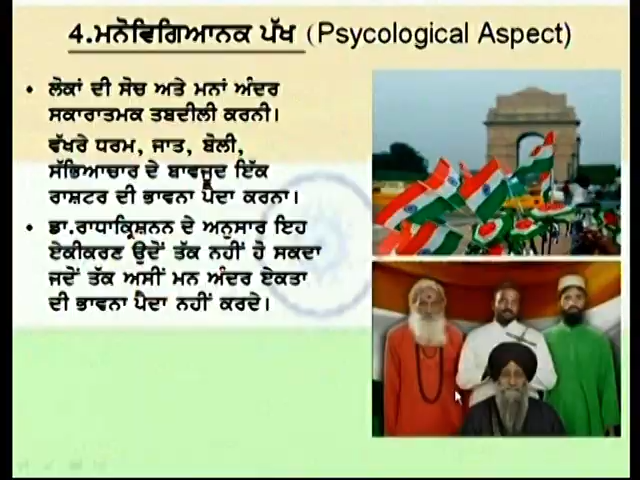 4.ਮਨੋਵਿਗਿਆਨਕ ਪੱਖ (Psycological Aspect)
• ਲੋਕਾਂ ਦੀ ਸੋਚ ਅਤੇ ਮਨਾਂ ਅੰਦਰ
ਸਕਾਰਾਤਮਕ ਤਬਦੀਲੀ ਕਰਨੀ।
ਵੱਖਰੇ ਧਰਮ, ਜਾਤ, ਬੋਲੀ,
ਸੱਭਿਆਚਾਰ ਦੇ ਬਾਵਜੂਦ ਇੱਕ
ਰਾਸ਼ਟਰ ਦੀ ਭਾਵਨਾ ਪੈਦਾ ਕਰਨਾ।
• ਡਾ.ਰਾਧਾਕ੍ਰਿਸ਼ਨਨ ਦੇ ਅਨੁਸਾਰ ਇਹ
ਏਕੀਕਰਣ ਉਦੋਂ ਤੱਕ ਨਹੀਂ ਹੋ ਸਕਦਾ
ਜਦੋਂ ਤੱਕ ਅਸੀਂ ਮਨ ਅੰਦਰ ਏਕਤਾ
ਦੀ ਭਾਵਨਾ ਪੈਦਾ ਨਹੀਂ ਕਰਦੇ।